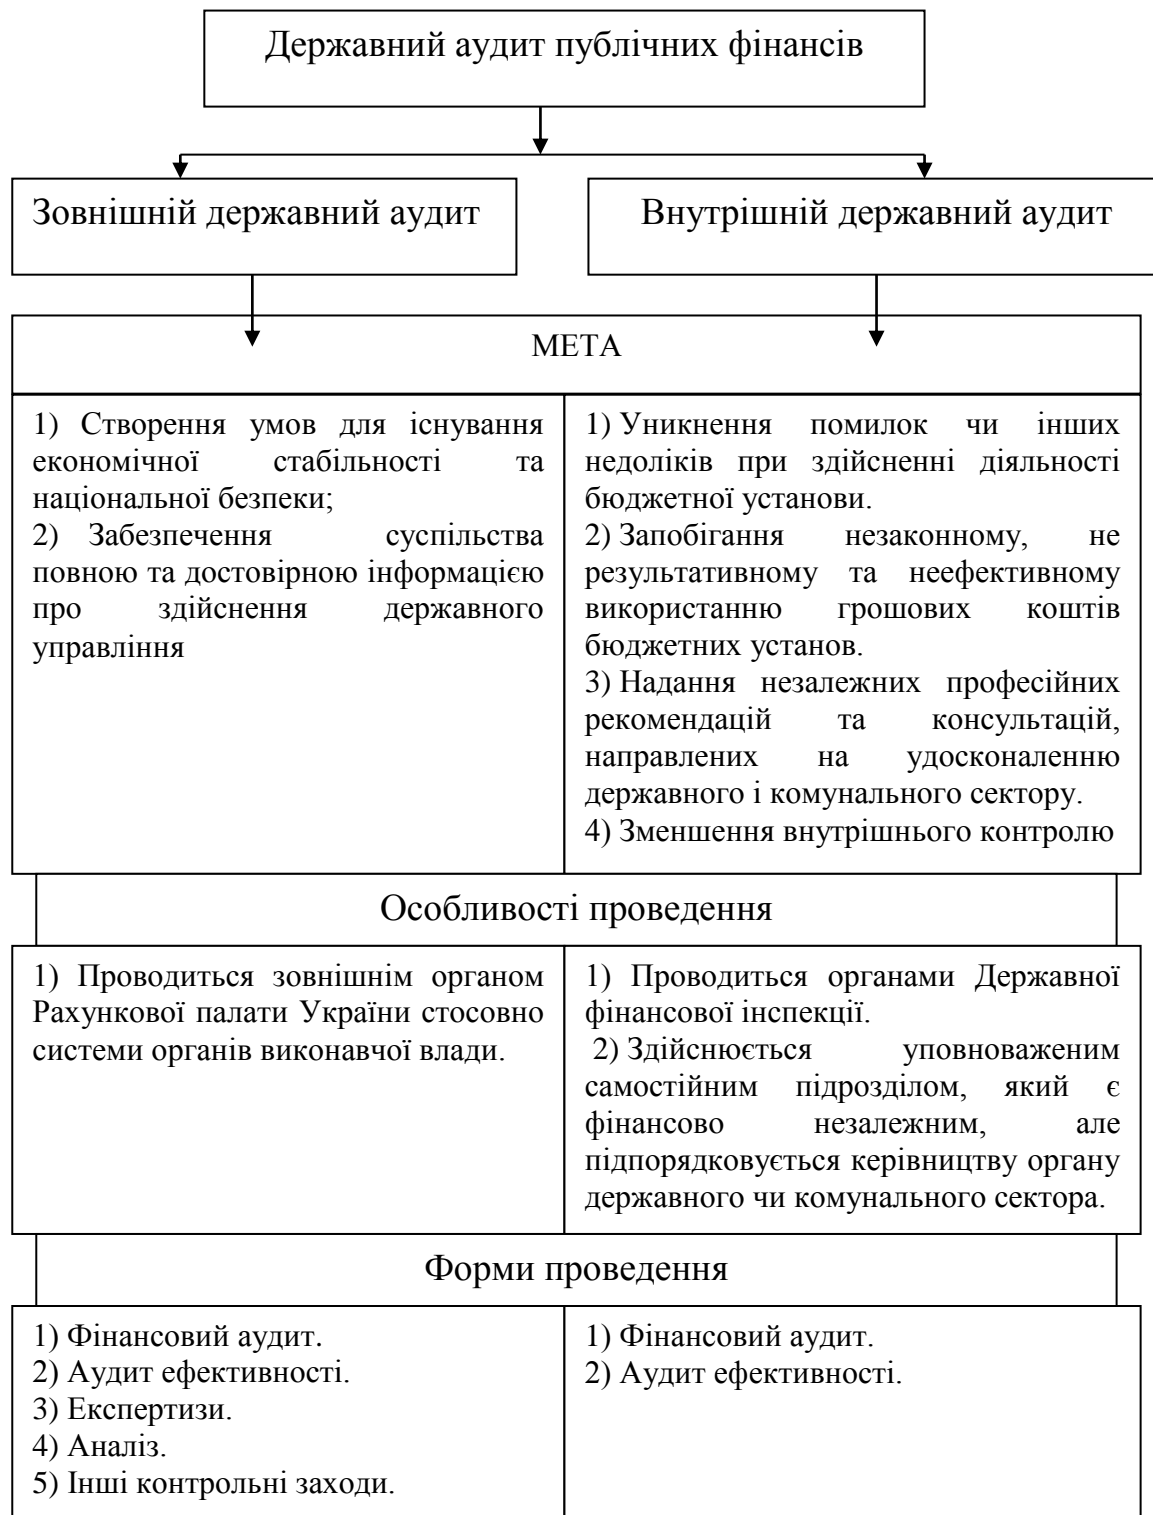 Державний аудит публічних фінансів
Зовнішній державний аудит
Внутрішній державний аудит
МЕТА
1) Створення умов для існування
економічної стабільності та
національної безпеки;
2) Забезпечення суспільства
повною та достовірною інформацією
про здійснення державного
управління
1) Уникнення помилок чи інших
недоліків при здійсненні діяльності
бюджетної установи.
2) Запобігання незаконному, не
результативному та неефективному
використанню грошових коштів
бюджетних установ.
3) Надання незалежних професійних
рекомендацій та консультацій,
направлених на удосконаленню
державного і комунального сектору.
4) Зменшення внутрішнього контролю
Особливості проведення
1) Проводиться зовнішнім органом
Рахункової палати України стосовно
системи органів виконавчої влади.
1) Проводиться органами Державної
фінансової інспекції.
2) Здійснюється уповноваженим
самостійним підрозділом, який є
фінансово незалежним, але
підпорядковується керівництву органу
державного чи комунального сектора.
Форми проведення
1) Фінансовий аудит.
2) Аудит ефективності.
3) Експертизи.
4) Аналіз.
5) Інші контрольні заходи.
1) Фінансовий аудит.
2) Аудит ефективності.